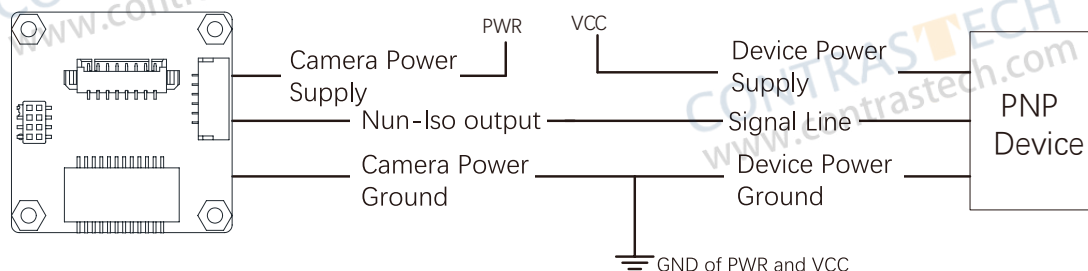 PWR
VCC
Camera Power
Supply
Device Power
Supply
Nun-Iso output
Signal Line
PNP
Device
Camera Power
Ground
Device Power
Ground
GND of PWR and VCC
CONTRASTECH
www.contrastech.com
CONTRASTECH
www.contrastech.com